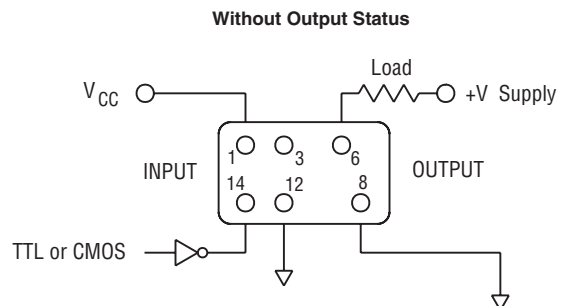 Without Output Status
Load
V CC
+V Supply
1 3 6
INPUT
OUTPUT
14 12 8
TTL or CMOS